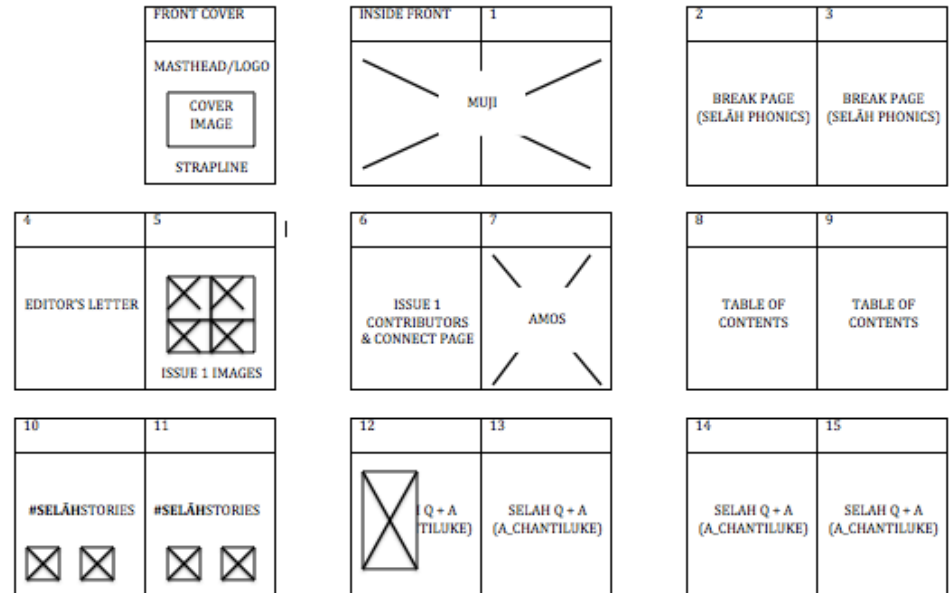 FRONT COVER
MASTHEAD/LOGO
COVER
IMAGE
STRAPLINE
INSIDE FRONT
1
MUJI
2
BREAK PAGE
(SELĀH PHONICS)
3
BREAK PAGE
(SELĀH PHONICS)
4
EDITOR'S LETTER
5
ISSUE 1 IMAGES
6
ISSUE 1
CONTRIBUTORS
& CONNECT PAGE
7
AMOS
8
TABLE OF
CONTENTS
9
TABLE OF
CONTENTS
10
#SELĀHSTORIES
11
#SELĀHSTORIES
12
Q + A
TILUKE)
13
SELAH Q + A
(A_CHANTILUKE)
14
SELAH Q + A
(A_CHANTILUKE)
15
SELAH Q + A
(A_CHANTILUKE)